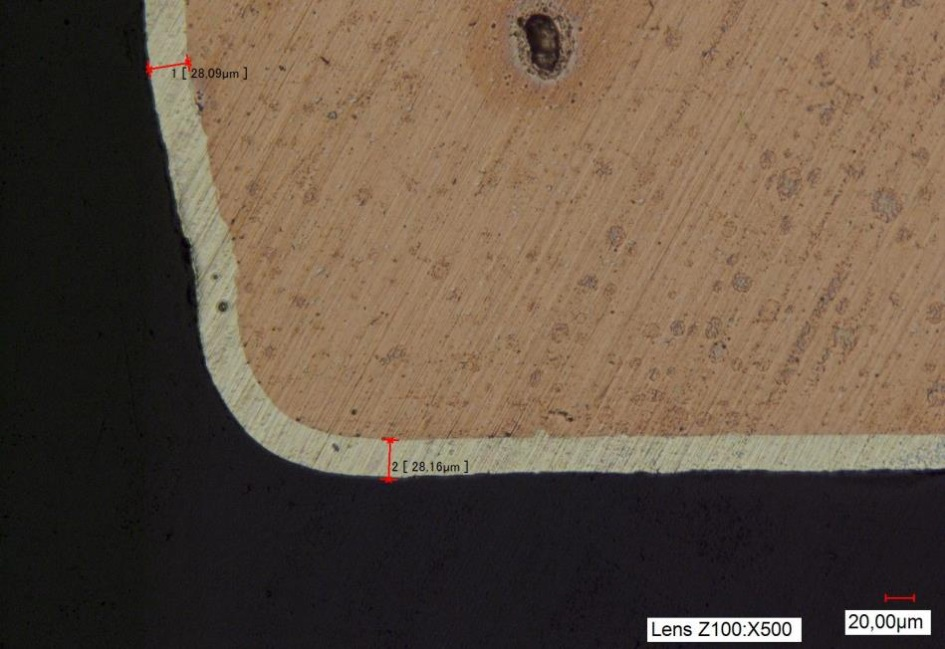 1 [ 28,09µm ]
2 [ 28,16µm ]
Lens Z100:X500
20,00µm